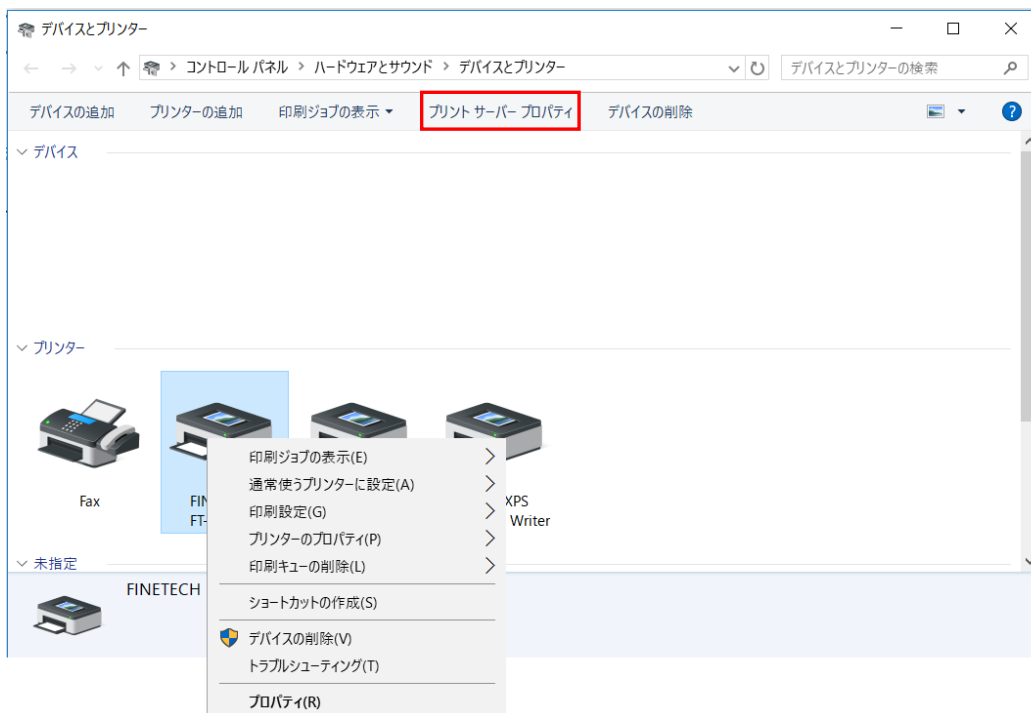 デバイスとプリンター
コントロール パネル > ハードウェアとサウンド > デバイスとプリンター
デバイスとプリンターの検索
デバイスの追加 プリンターの追加 印刷ジョブの表示 プリント サーバー プロパティ デバイスの削除
デバイス
プリンター
Fax
XPS
Writer
印刷ジョブの表示(E)
通常使うプリンターに設定(A)
印刷設定(G)
プリンターのプロパティ(P)
印刷キューの削除(L)
ショートカットの作成(S)
デバイスの削除(V)
トラブルシューティング(T)
プロパティ(R)
未指定
FINETECH